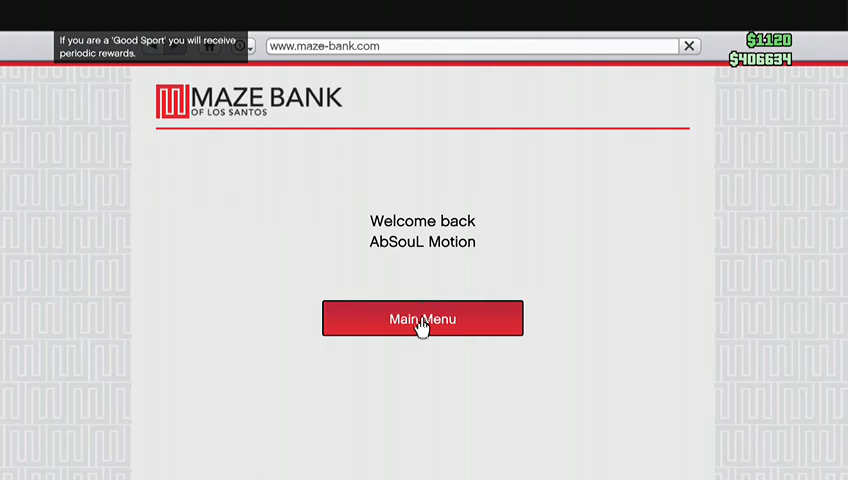 If you are a 'Good Sport' you will receive
periodic rewards.
www.maze-bank.com
$1120
$406634
MAZE BANK
OF LOS SANTOS
Welcome back
AbSouL Motion
Main Menu